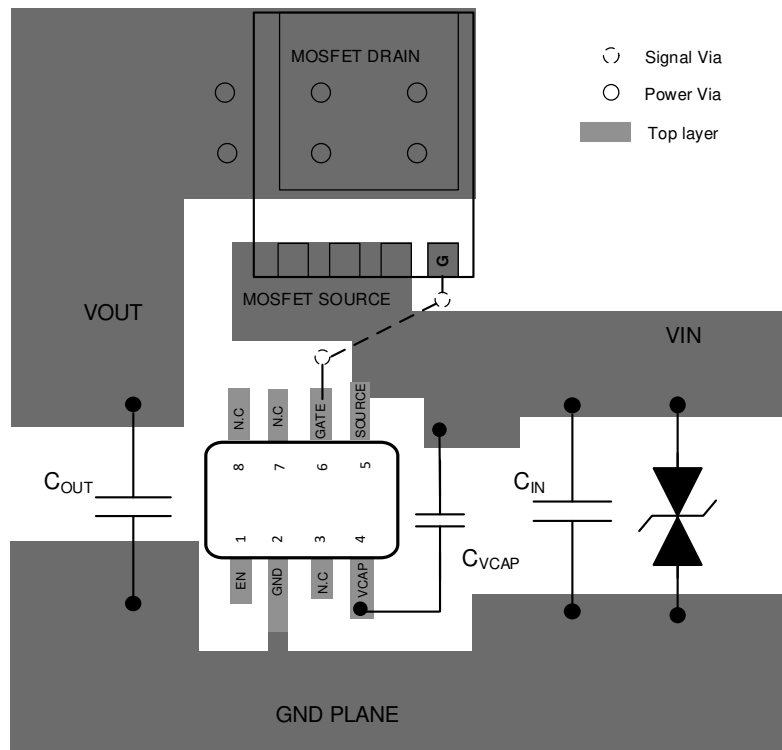 MOSFET DRAIN
Signal Via
Power Via
Top layer
G
MOSFET SOURCE
VOUT
VIN
N.C
N.C
GATE
SOURCE
8
7
6
5
COUT
CIN
1
2
3
4
CVCAP
EN
GND
N.C
VCAP
GND PLANE